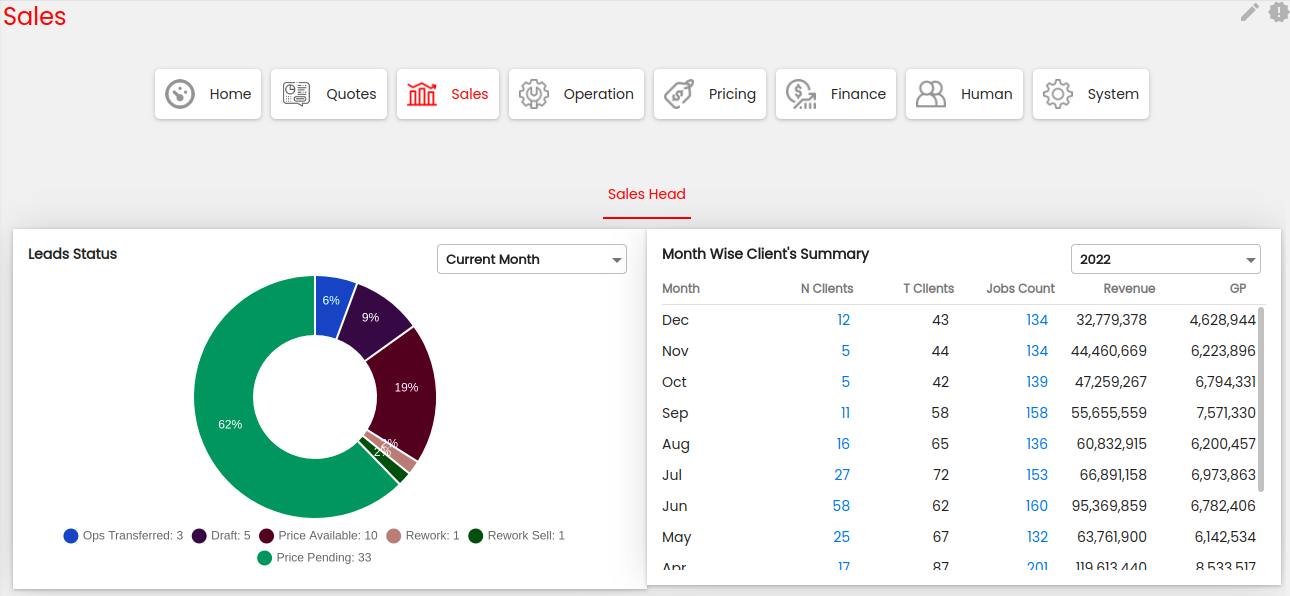 Sales
Home Quotes Sales Operation Pricing Finance Human System
Sales Head
Leads Status
Current Month
6%
9%
19%
2%
2%
62%
Ops Transferred: 3 Draft: 5 Price Available: 10 Rework: 1 Rework Sell: 1
Price Pending: 33
Month Wise Client's Summary
2022
Month N Clients T Clients Jobs Count Revenue GP
Dec 12 43 134 32,779,378 4,628,944
Nov 5 44 134 44,460,669 6,223,896
Oct 5 42 139 47,259,267 6,794,331
Sep 11 58 158 55,655,559 7,571,330
Aug 16 65 136 60,832,915 6,200,457
Jul 27 72 153 66,891,158 6,973,863
Jun 58 62 160 95,369,859 6,782,406
May 25 67 132 63,761,900 6,142,534
Apr 17 87 201 119,613,440 8,533,517